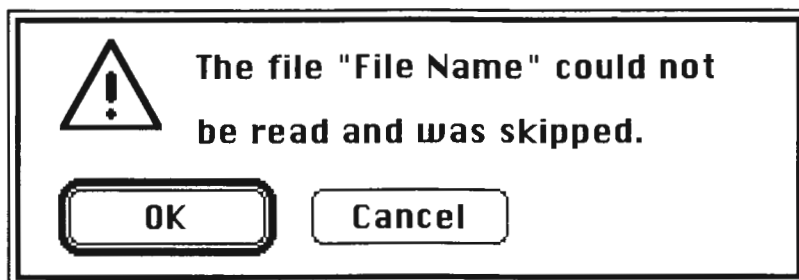 The file "File Name" could not
be read and was skipped.
OK Cancel